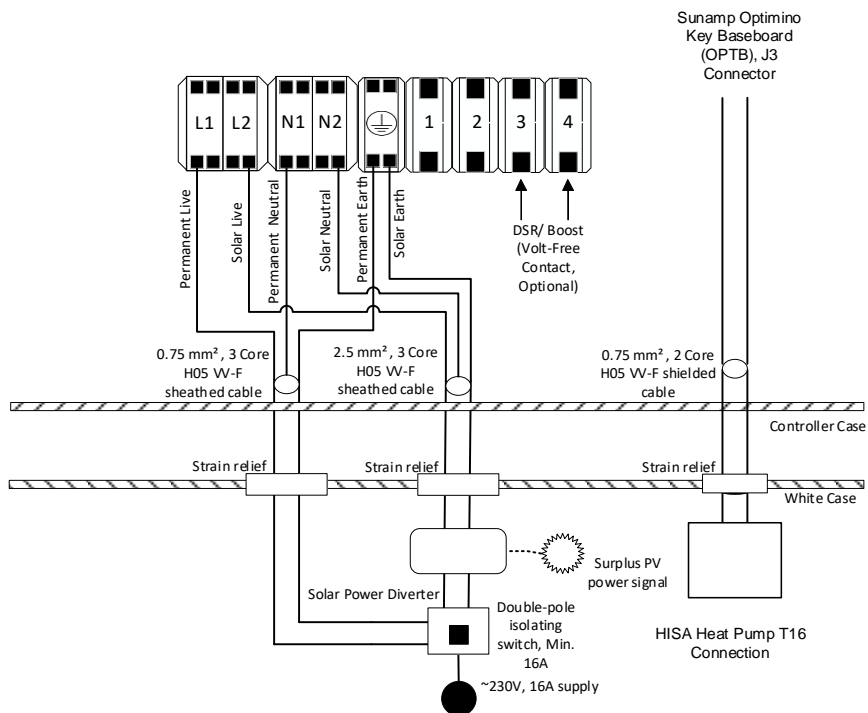 Sunamp Optimino
Key Baseboard
(OPTB), J3
Connector
L1
L2
N1
N2
1
2
3
4
Permanent Live
Solar Live
Permanent Neutral
Solar Neutral
Permanent Earth
Solar Earth
DSR/ Boost
(Volt-Free
Contact,
Optional)
0.75 mm², 3 Core
H05 VV-F
sheathed cable
2.5 mm², 3 Core
H05 VV-F
sheathed cable
0.75 mm², 2 Core
H05 VV-F shielded
cable
Controller Case
Strain relief
Strain relief
Strain relief
White Case
Surplus PV
power signal
Solar Power Diverter
Double-pole
isolating
switch, Min.
16A
HISA Heat Pump T16
Connection
~230V, 16A supply